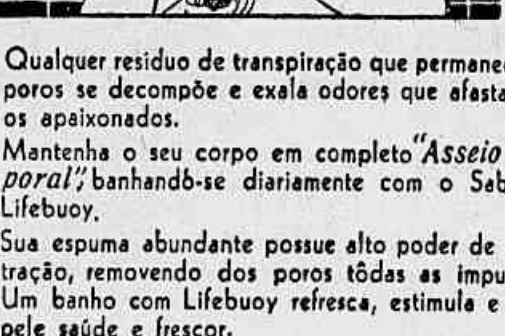 Qualquer residuo de transpiração que permane
poros se decompõe e exala odores que afasta
os apaixonados.
Mantenha o seu corpo em completo "Asseio
poral", banhando-se diariamente com o Sab
Lifebuoy.
Sua espuma abundante possue alto poder de
tração, removendo dos poros tôdas as impu
Um banho com Lifebuoy refresca, estimula e
pele saúde e frescor.